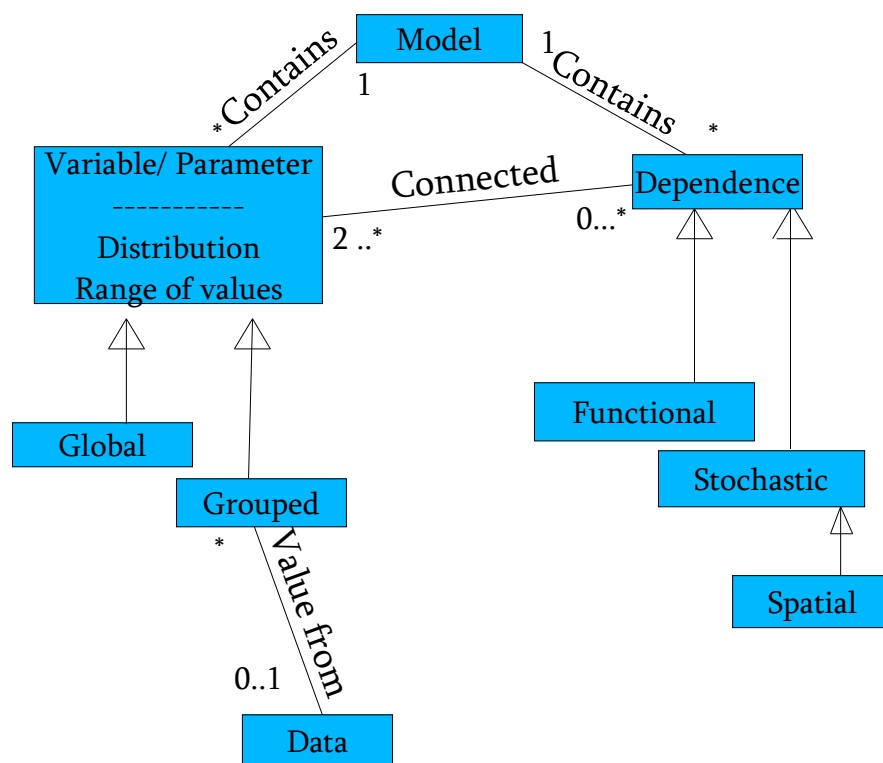 Model
1
Contains
1
Contains
*
*
Variable/ Parameter
-----------
Distribution
Range of values
Connected
2 ..*
0...*
Dependence
Global
Functional
Grouped
Stochastic
*
Value from
Spatial
0..1
Data